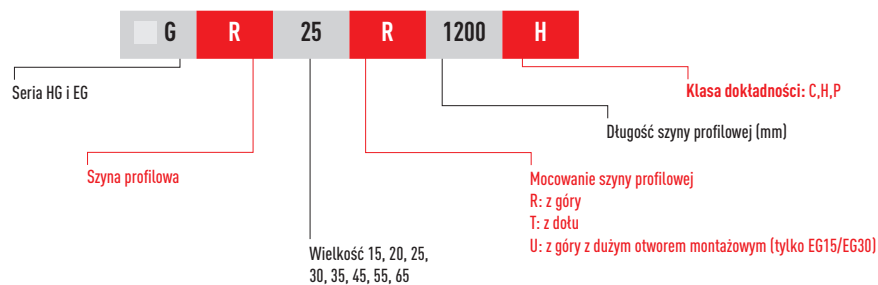 G R 25 R 1200 H
Seria HG i EG
Klasa dokładności: C,H,P
Długość szyny profilowej (mm)
Szyna profilowa
Mocowanie szyny profilowej
R: z góry
T: z dołu
U: z góry z dużym otworem montażowym (tylko EG15/EG30)
Wielkość 15, 20, 25,
30, 35, 45, 55, 65